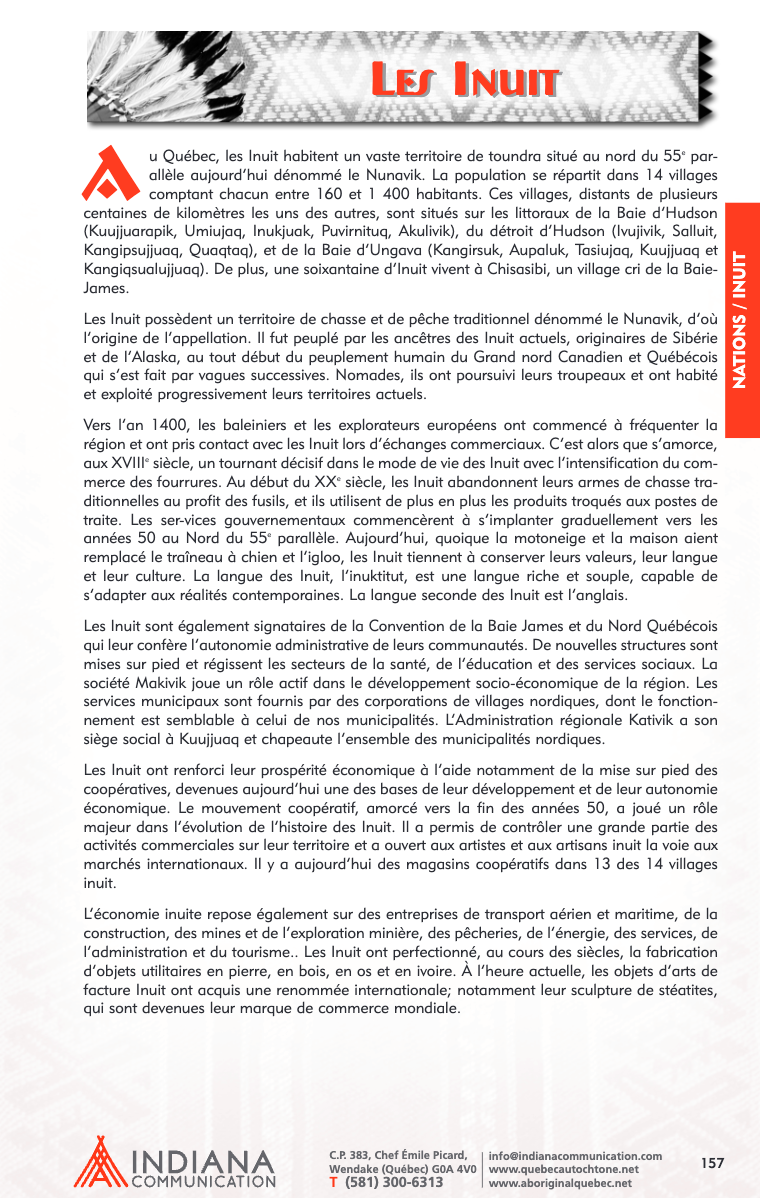 LES INUIT
Au Québec, les Inuit habitent un vaste territoire de toundra situé au nord du 55e par-
allèle aujourd'hui dénommé le Nunavik. La population se répartit dans 14 villages
comptant chacun entre 160 et 1 400 habitants. Ces villages, distants de plusieurs
centaines de kilomètres les uns des autres, sont situés sur les littoraux de la Baie d'Hudson
(Kuujjuarapik, Umiujaq, Inukjuak, Puvirnituq, Akulivik), du détroit d'Hudson (Ivujivik, Salluit,
Kangipsujjuaq, Quaqtaq), et de la Baie d'Ungava (Kangirsuk, Aupaluk, Tasiujaq, Kuujjuaq et
Kangiqsualujjuaq). De plus, une soixantaine d'Inuit vivent à Chisasibi, un village cri de la Baie-
James.
Les Inuit possèdent un territoire de chasse et de pêche traditionnel dénommé le Nunavik, d'où
l'origine de l'appellation. Il fut peuplé par les ancêtres des Inuit actuels, originaires de Sibérie
et de l'Alaska, au tout début du peuplement humain du Grand nord Canadien et Québécois
qui s'est fait par vagues successives. Nomades, ils ont poursuivi leurs troupeaux et ont habité
et exploité progressivement leurs territoires actuels.
Vers l'an 1400, les baleiniers et les explorateurs européens ont commencé à fréquenter la
région et ont pris contact avec les Inuit lors d'échanges commerciaux. C'est alors que s'amorce,
aux XVIIIe siècle, un tournant décisif dans le mode de vie des Inuit avec l'intensification du com-
merce des fourrures. Au début du XXe siècle, les Inuit abandonnent leurs armes de chasse tra-
ditionnelles au profit des fusils, et ils utilisent de plus en plus les produits troqués aux postes de
traite. Les ser-vices gouvernementaux commencèrent à s'implanter graduellement vers les
années 50 au Nord du 55e parallèle. Aujourd'hui, quoique la motoneige et la maison aient
remplacé le traîneau à chien et l'igloo, les Inuit tiennent à conserver leurs valeurs, leur langue
et leur culture. La langue des Inuit, l'inuktitut, est une langue riche et souple, capable de
s'adapter aux réalités contemporaines. La langue seconde des Inuit est l'anglais.
Les Inuit sont également signataires de la Convention de la Baie James et du Nord Québécois
qui leur confère l'autonomie administrative de leurs communautés. De nouvelles structures sont
mises sur pied et régissent les secteurs de la santé, de l'éducation et des services sociaux. La
société Makivik joue un rôle actif dans le développement socio-économique de la région. Les
services municipaux sont fournis par des corporations de villages nordiques, dont le fonction-
nement est semblable à celui de nos municipalités. L'Administration régionale Kativik a son
siège social à Kuujjuaq et chapeaute l'ensemble des municipalités nordiques.
Les Inuit ont renforci leur prospérité économique à l'aide notamment de la mise sur pied des
coopératives, devenues aujourd'hui une des bases de leur développement et de leur autonomie
économique. Le mouvement coopératif, amorcé vers la fin des années 50, a joué un rôle
majeur dans l'évolution de l'histoire des Inuit. Il a permis de contrôler une grande partie des
activités commerciales sur leur territoire et a ouvert aux artistes et aux artisans inuit la voie aux
marchés internationaux. Il y a aujourd'hui des magasins coopératifs dans 13 des 14 villages
inuit.
L'économie inuite repose également sur des entreprises de transport aérien et maritime, de la
construction, des mines et de l'exploration minière, des pêcheries, de l'énergie, des services, de
l'administration et du tourisme.. Les Inuit ont perfectionné, au cours des siècles, la fabrication
d'objets utilitaires en pierre, en bois, en os et en ivoire. À l'heure actuelle, les objets d'arts de
facture Inuit ont acquis une renommée internationale; notamment leur sculpture de stéatites,
qui sont devenues leur marque de commerce mondiale.
NATIONS / INUIT
INDIANA
COMMUNICATION
C.P. 383, Chef Émile Picard,
Wendake (Québec) G0A 4V0
T (581) 300-6313
info@indianacommunication.com
www.quebecautochtone.net
www.aboriginalquebec.net
157